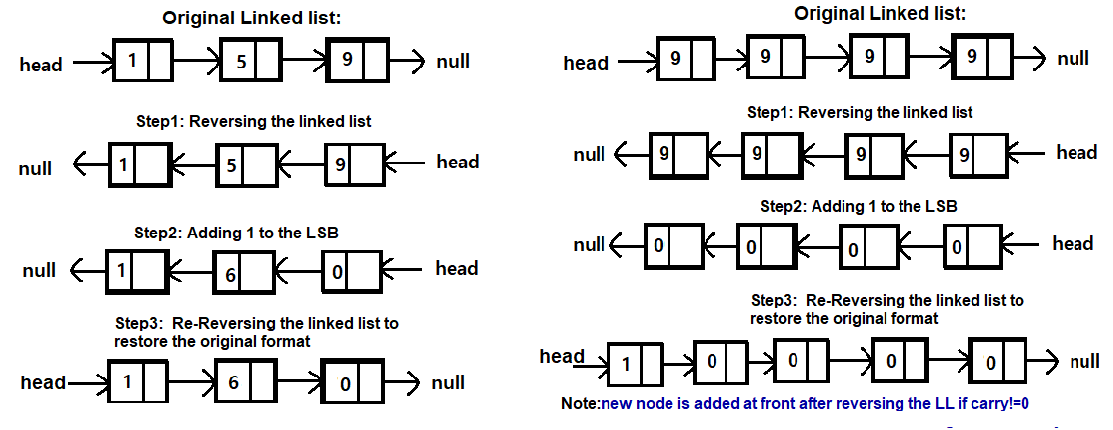 Original Linked list:
head 1 5 9 null
Step1: Reversing the linked list
null 1 5 9 head
Step2: Adding 1 to the LSB
null 1 6 0 head
Step3: Re-Reversing the linked list to
restore the original format
head 1 6 0 null
Original Linked list:
head 9 9 9 9 null
Step1: Reversing the linked list
null 9 9 9 9 head
Step2: Adding 1 to the LSB
null 0 0 0 0 head
Step3: Re-Reversing the linked list to
restore the original format
head 1 0 0 0 0 null
Note:new node is added at front after reversing the LL if carry!=0